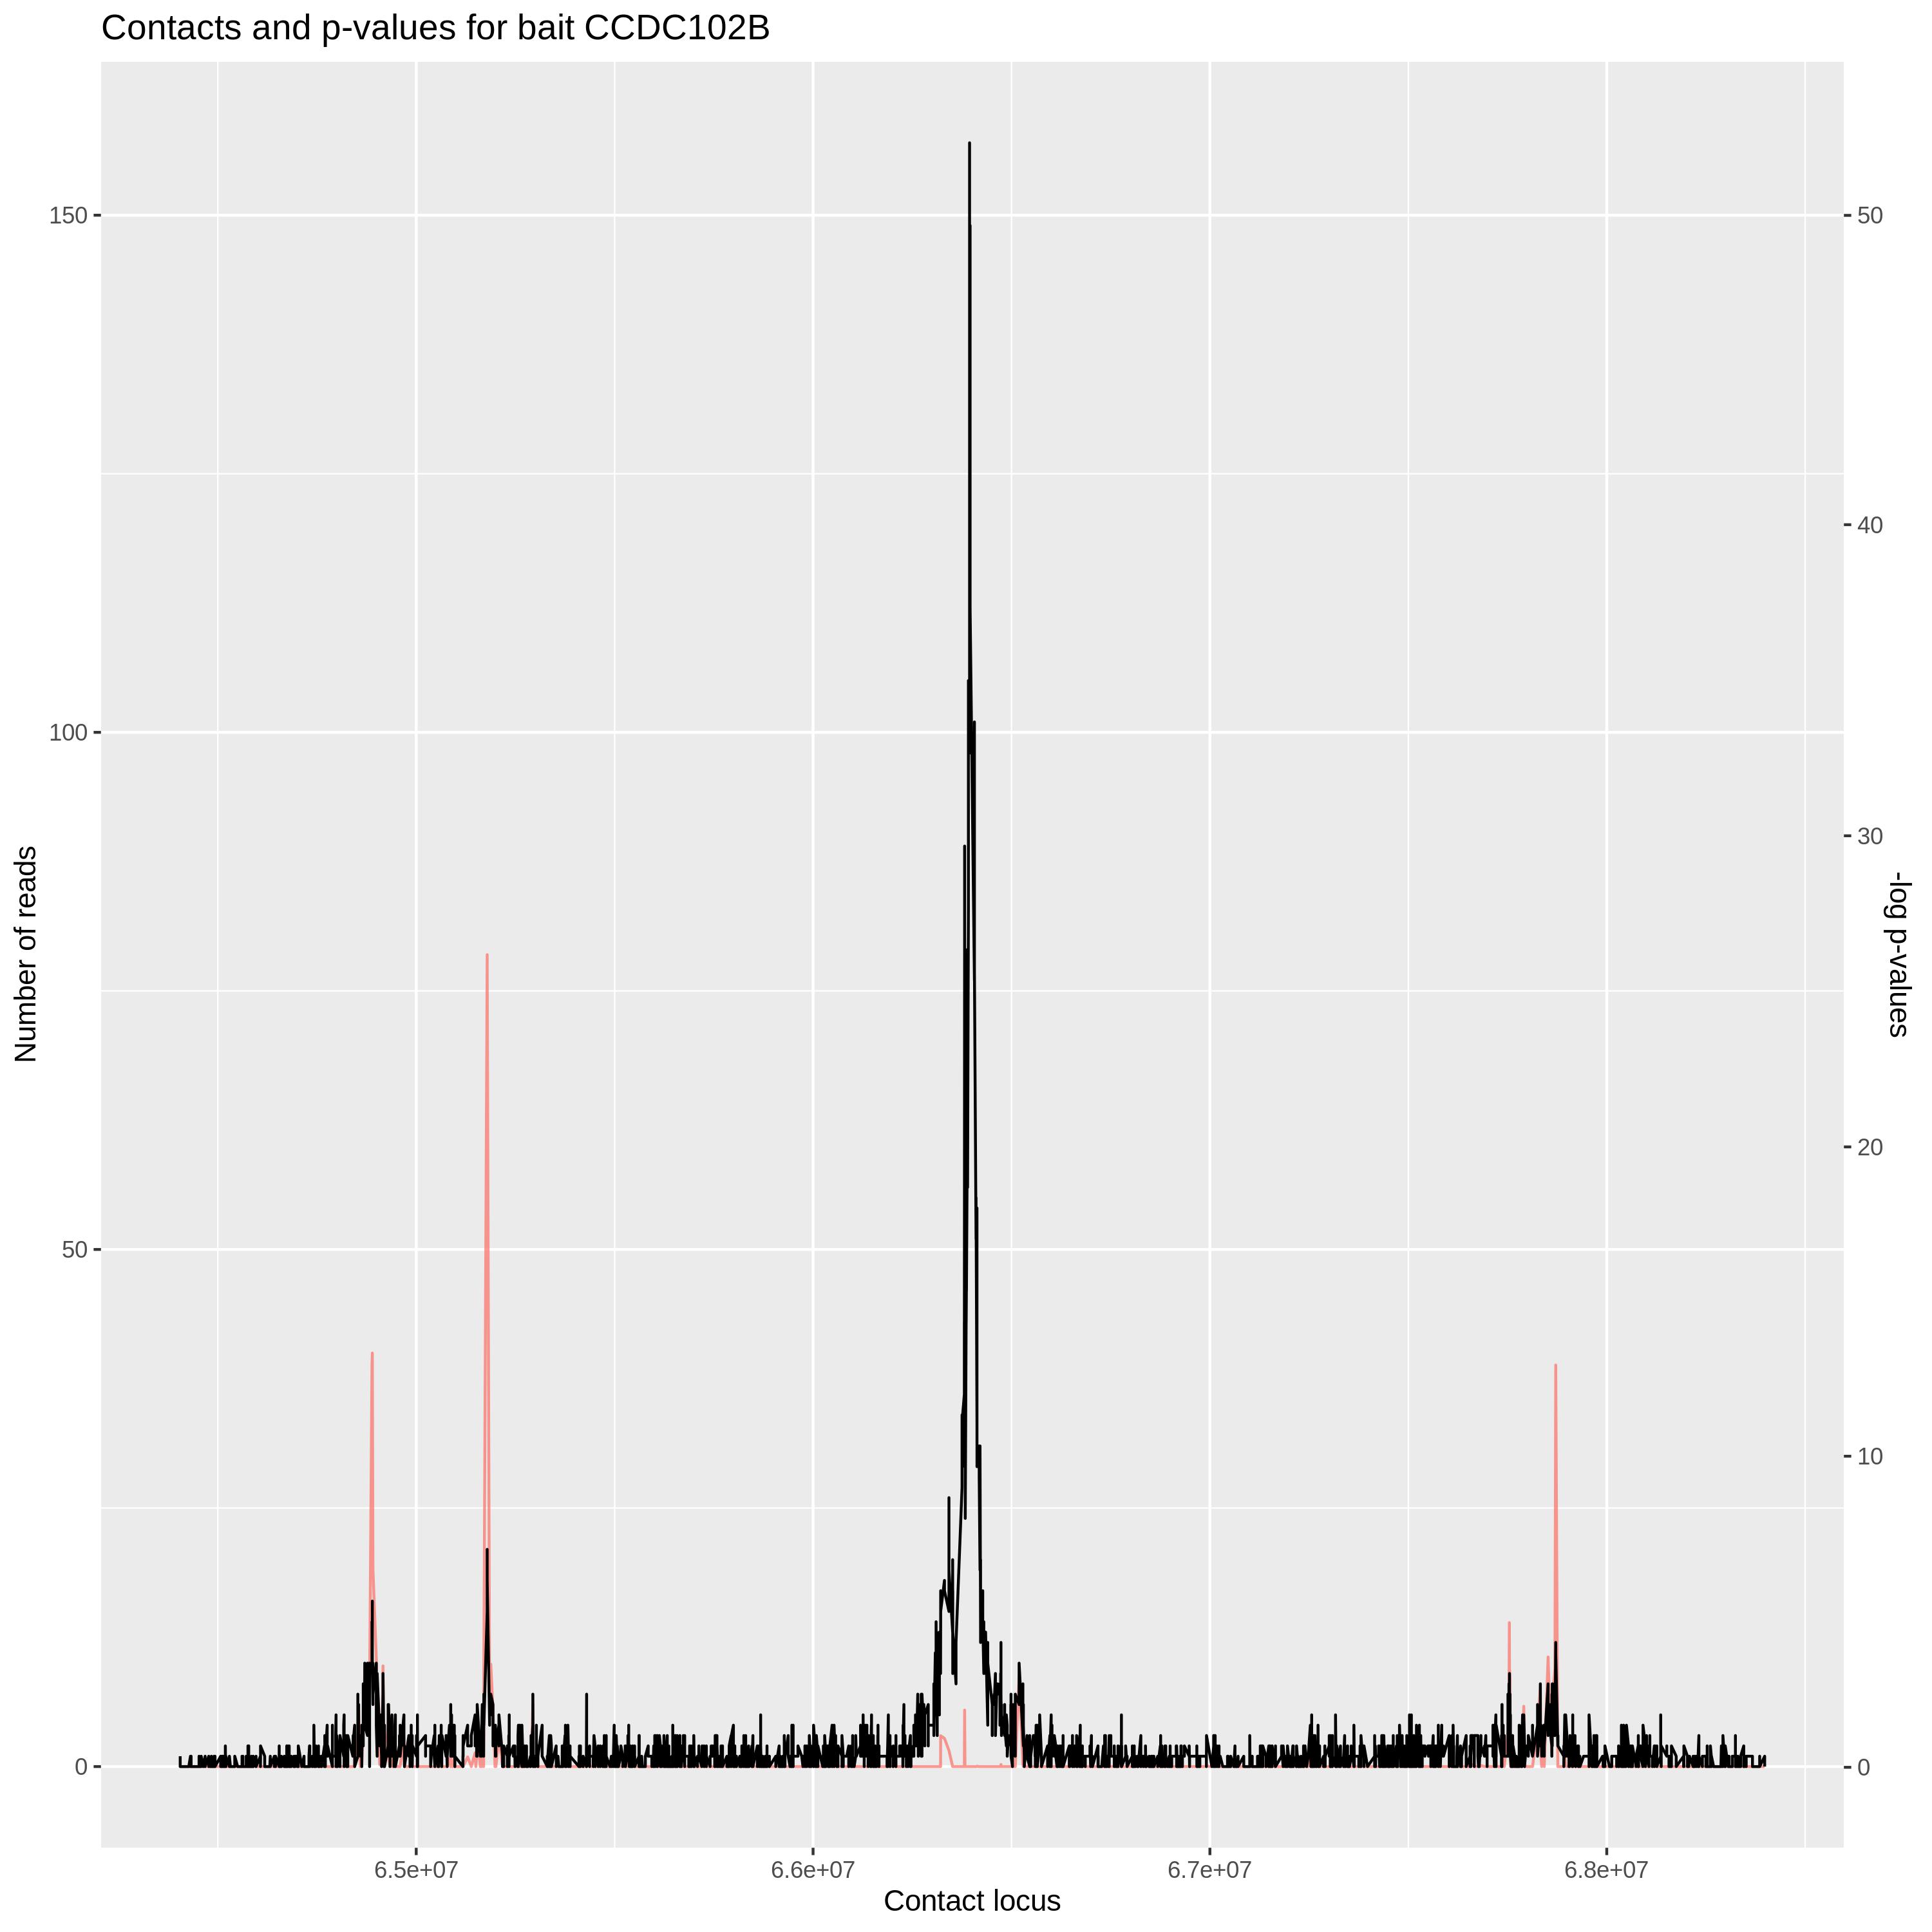 Contacts and p-values for bait CCDC102B
150
100
50
0
Number of reads
50
40
30
20
10
0
-log p-values
6.5e+07
6.6e+07
6.7e+07
6.8e+07
Contact locus